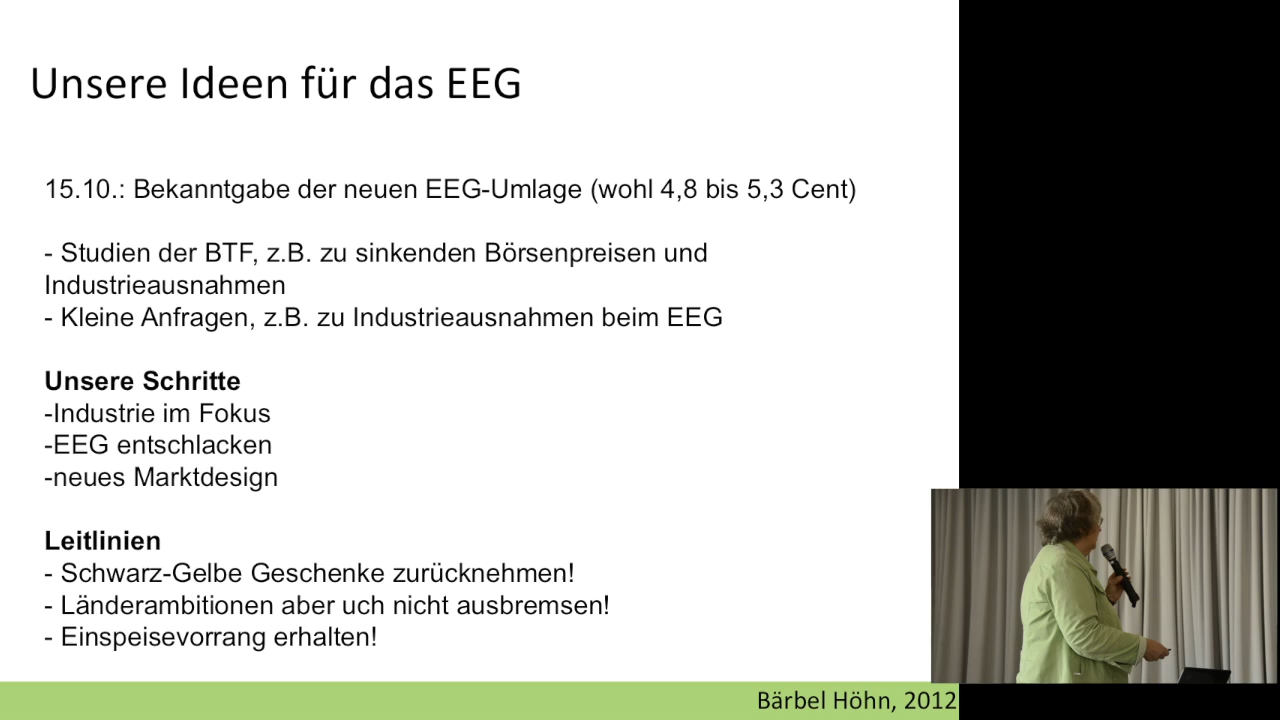 Unsere Ideen für das EEG
15.10.: Bekanntgabe der neuen EEG-Umlage (wohl 4,8 bis 5,3 Cent)
- Studien der BTF, z.B. zu sinkenden Börsenpreisen und
Industrieausnahmen
- Kleine Anfragen, z.B. zu Industrieausnahmen beim EEG
Unsere Schritte
-Industrie im Fokus
-EEG entschlacken
-neues Marktdesign
Leitlinien
- Schwarz-Gelbe Geschenke zurücknehmen!
- Länderambitionen aber uch nicht ausbremsen!
- Einspeisevorrang erhalten!
Bärbel Höhn, 2012